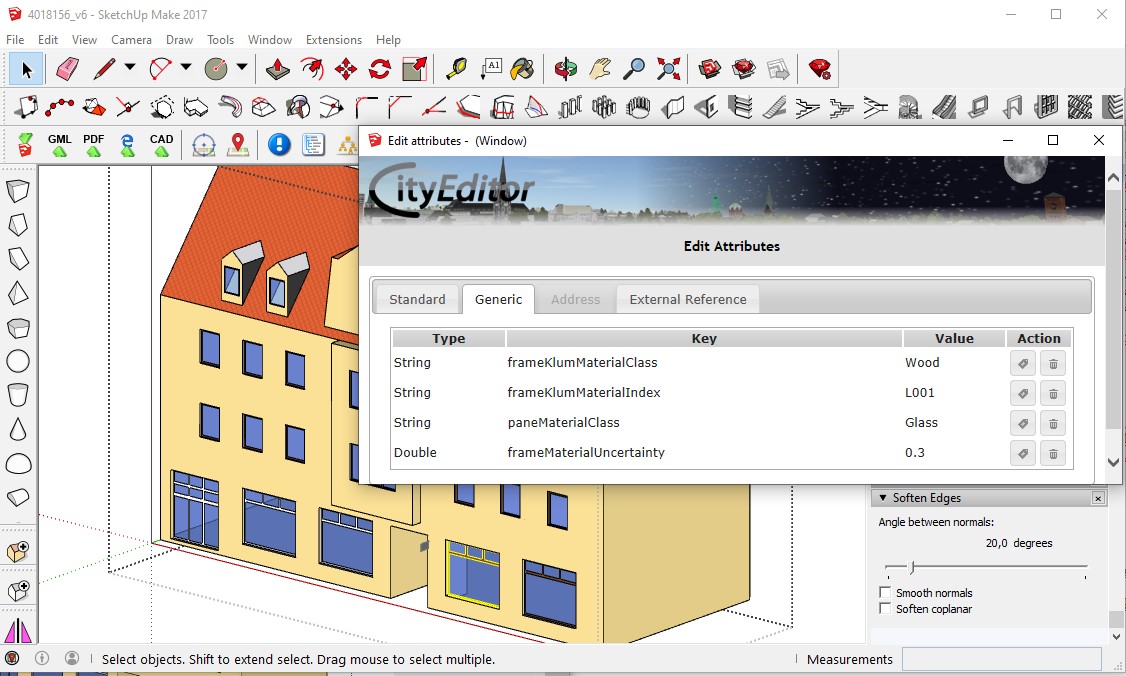 4018156_v6 - SketchUp Make 2017
File Edit View Camera Draw Tools Window Extensions Help
A1
GML PDF CAD
Edit attributes - (Window)
CityEditor
Edit Attributes
Standard Generic Address External Reference
Type Key Value Action
String frameKlumMaterialClass Wood
String frameKlumMaterialIndex L001
String paneMaterialClass Glass
Double frameMaterialUncertainty 0.3
Soften Edges
Angle between normals:
20,0 degrees
Smooth normals
Soften coplanar
Select objects. Shift to extend select. Drag mouse to select multiple.
Measurements